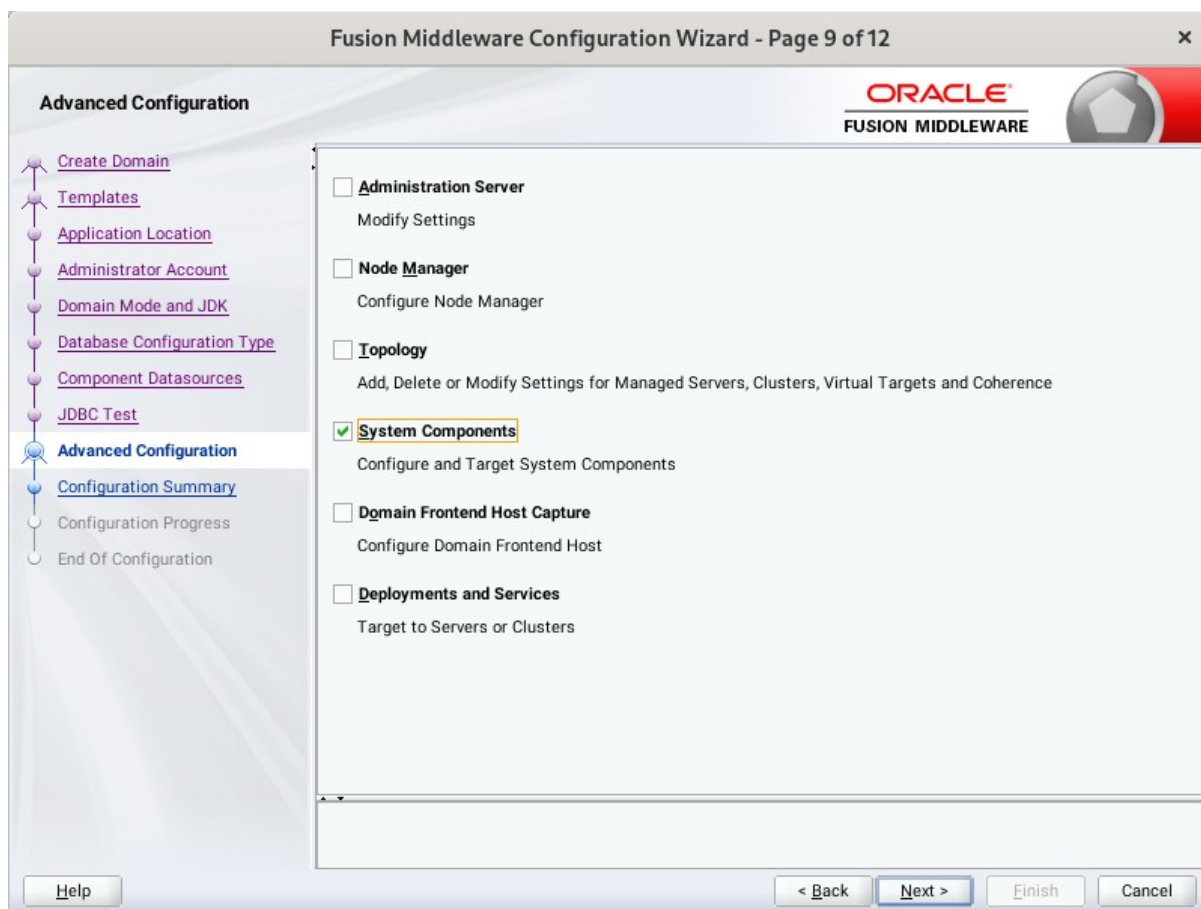 Fusion Middleware Configuration Wizard - Page 9 of 12
Advanced Configuration
ORACLE
FUSION MIDDLEWARE
Create Domain
Templates
Application Location
Administrator Account
Domain Mode and JDK
Database Configuration Type
Component Datasources
JDBC Test
Advanced Configuration
Configuration Summary
Configuration Progress
End Of Configuration
Administration Server
Modify Settings
Node Manager
Configure Node Manager
Topology
Add, Delete or Modify Settings for Managed Servers, Clusters, Virtual Targets and Coherence
System Components
Configure and Target System Components
Domain Frontend Host Capture
Configure Domain Frontend Host
Deployments and Services
Target to Servers or Clusters
Help
< Back
Next >
Finish
Cancel